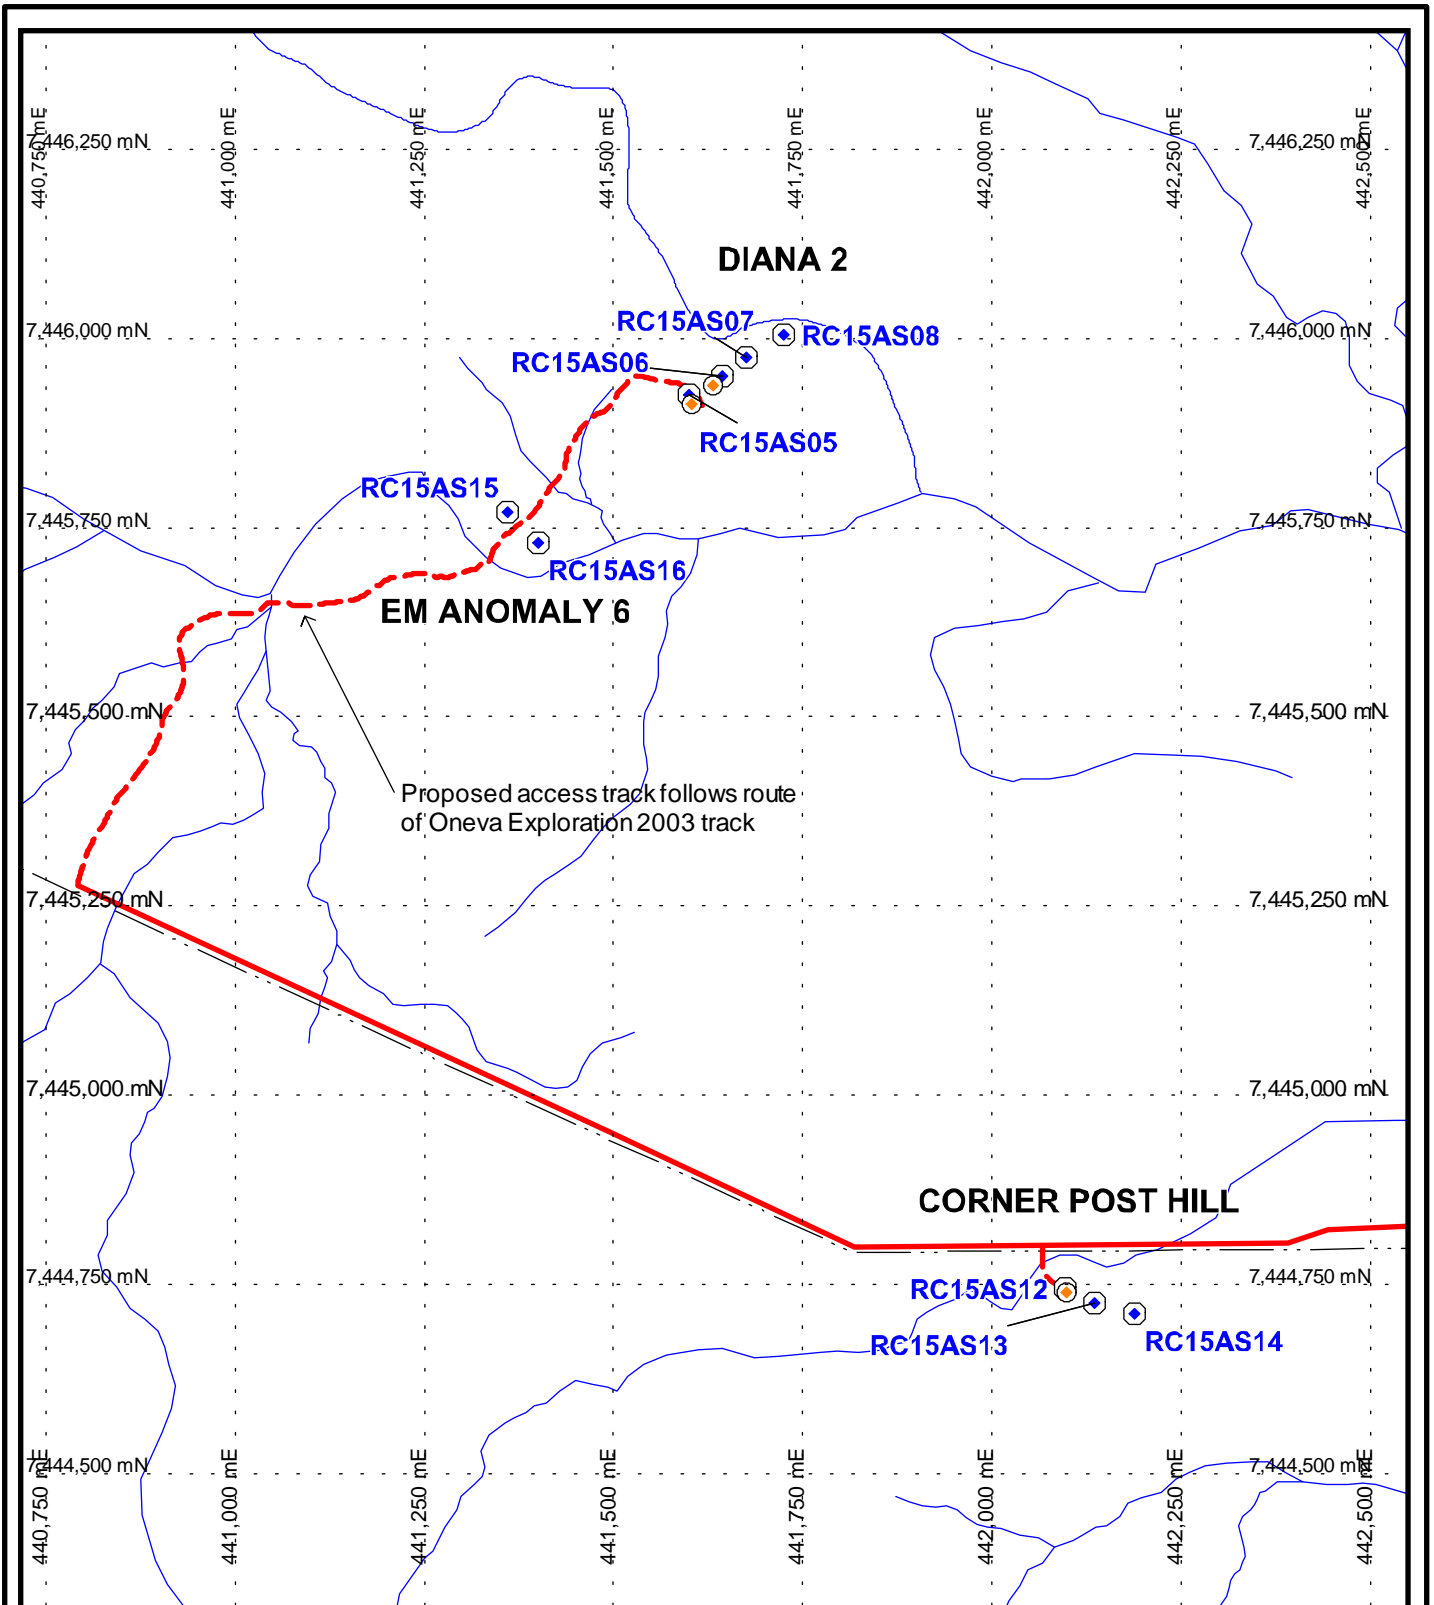 440,750 mE
441,000 mE
441,250 mE
441,500 mE
441,750 mE
442,000 mE
442,250 mE
442,500 mE
7,446,250 mN
7,446,250 mN
DIANA 2
RC15AS07
7,446,000 mN
RC15AS08
7,446,000 mN
RC15AS06
RC15AS05
RC15AS15
7,445,750 mN
7,445,750 mN
RC15AS16
EM ANOMALY 6
7,445,500 mN
7,445,500 mN
Proposed access track follows route
of Oneva Exploration 2003 track
7,445,250 mN
7,445,250 mN
7,445,000 mN
7,445,000 mN
CORNER POST HILL
7,444,750 mN
RC15AS12
7,444,750 mN
RC15AS13
RC15AS14
7,444,500 mN
7,444,500 mN
440,750 mE
441,000 mE
441,250 mE
441,500 mE
441,750 mE
442,000 mE
442,250 mE
442,500 mE